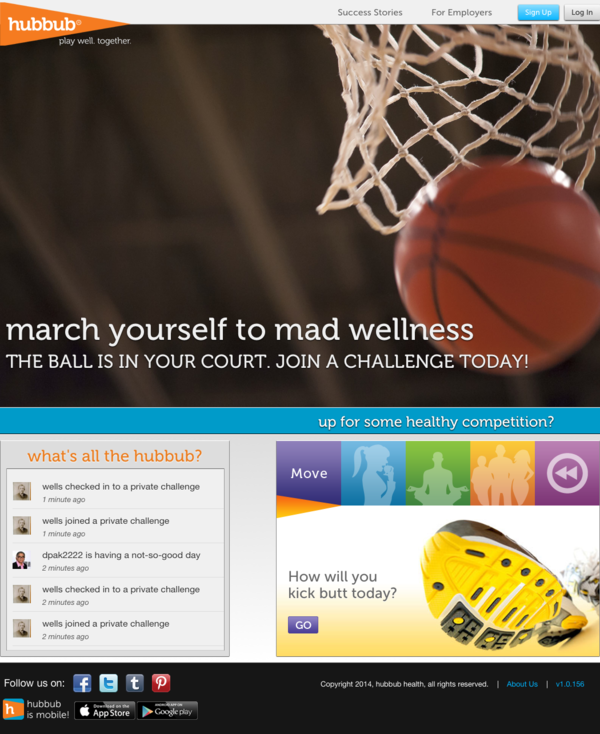 hubbub®
play well. together.
Success Stories
For Employers
Sign Up
Log In
march yourself to mad wellness
THE BALL IS IN YOUR COURT. JOIN A CHALLENGE TODAY!
up for some healthy competition?
what's all the hubbub?
wells checked in to a private challenge
1 minute ago
wells joined a private challenge
1 minute ago
dpak2222 is having a not-so-good day
2 minutes ago
wells checked in to a private challenge
2 minutes ago
wells joined a private challenge
2 minutes ago
Move
How will you
kick butt today?
GO
Follow us on:
Copyright 2014, hubbub health, all rights reserved. | About Us | v1.0.156
h
hubbub
is mobile!
Download on the
App Store
ANDROID APP ON
Google play